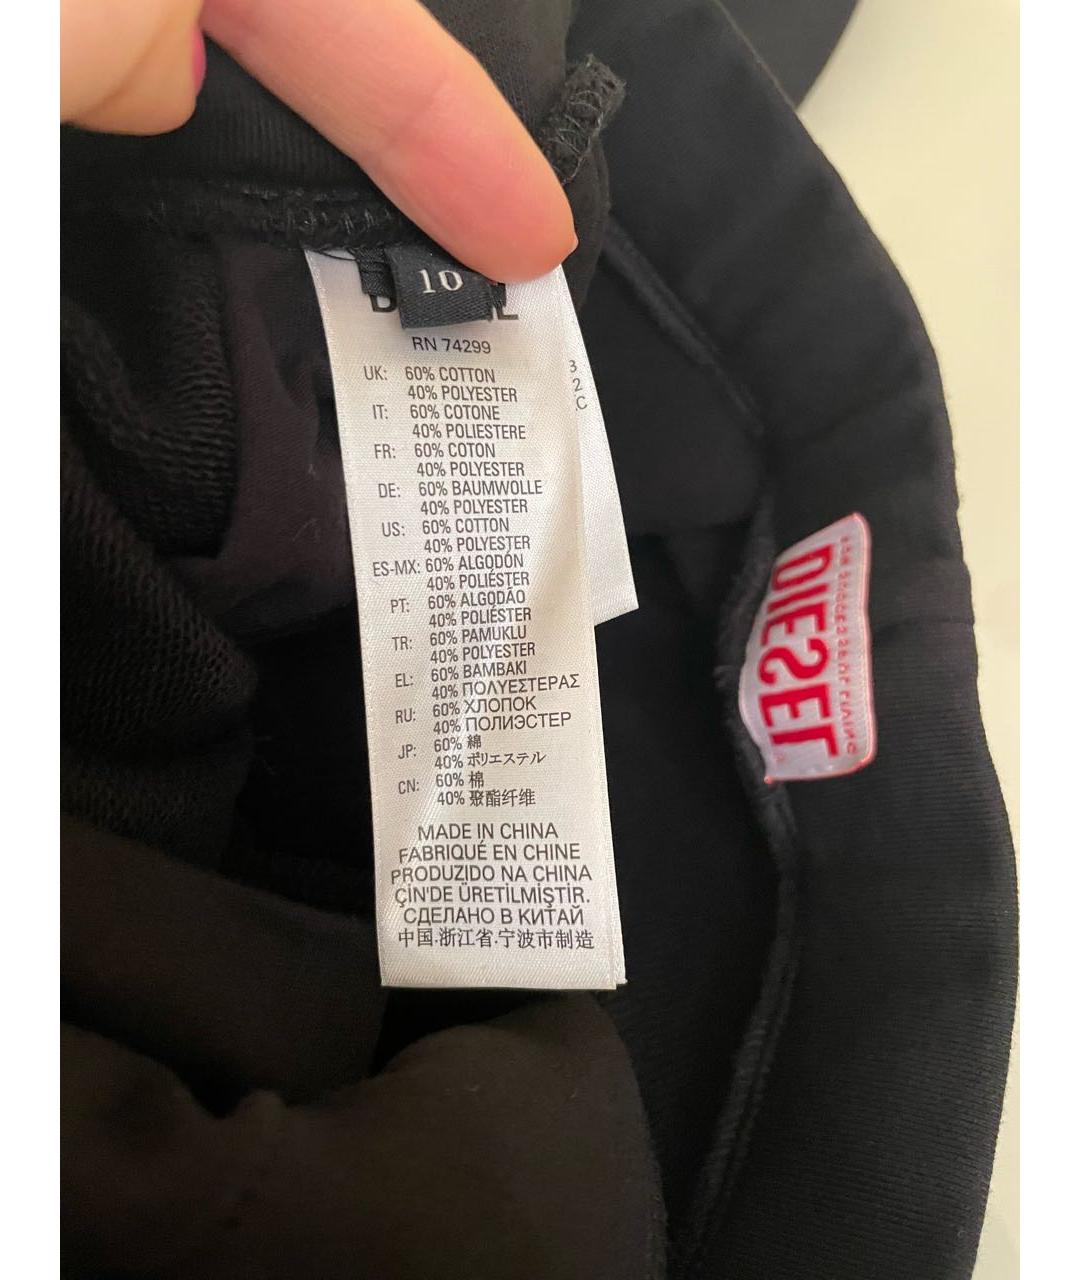 10
RN 74299
UK: 60% COTTON
40% POLYESTER
IT: 60% COTONE
40% POLIESTERE
FR: 60% COTON
40% POLYESTER
DE: 60% BAUMWOLLE
40% POLYESTER
US: 60% COTTON
40% POLYESTER
ES-MX: 60% ALGODÓN
40% POLIÉSTER
PT: 60% ALGODÃO
40% POLIÉSTER
TR: 60% PAMUKLU
40% POLYESTER
EL: 60% BAMBAKI
40% ΠΟΛΥΕΣΤΕΡΑΣ
RU: 60% ХЛОПОК
40% ПОЛИЭСТЕР
JP: 60% 綿
40% ポリエステル
CN: 60% 棉
40% 聚酯纤维
MADE IN CHINA
FABRIQUÉ EN CHINE
PRODUZIDO NA CHINA
ÇİN'DE ÜRETİLMİŞTİR.
СДЕЛАНО В КИТАЙ
中国.浙江省.宁波市制造
DIESEL
FOR SUCCESSFUL LIVING